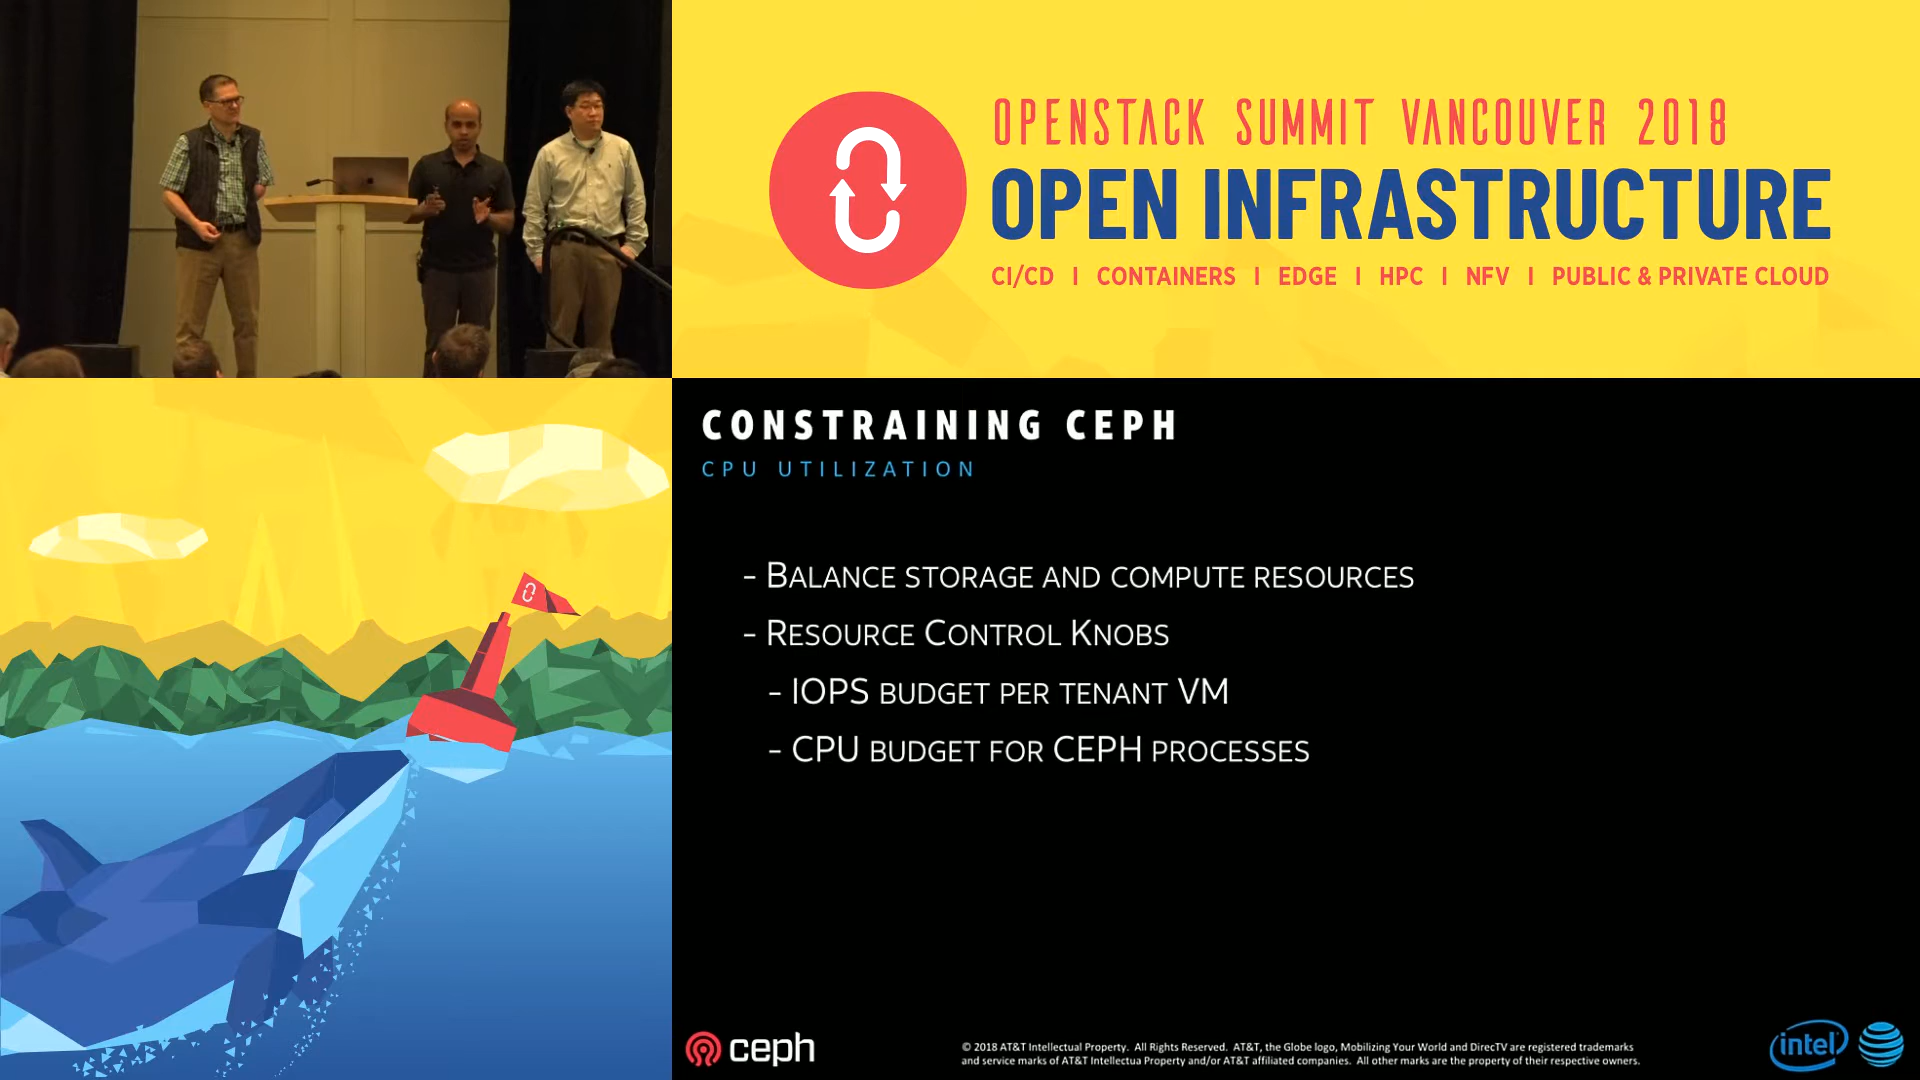 OPENSTACK SUMMIT VANCOUVER 2018
OPEN INFRASTRUCTURE
CI/CD | CONTAINERS | EDGE | HPC | NFV | PUBLIC & PRIVATE CLOUD
CONSTRAINING CEPH
CPU UTILIZATION
- BALANCE STORAGE AND COMPUTE RESOURCES
- RESOURCE CONTROL KNOBS
- IOPS BUDGET PER TENANT VM
- CPU BUDGET FOR CEPH PROCESSES
ceph
© 2018 AT&T Intellectual Property. All Rights Reserved. AT&T, the Globe logo, Mobilizing Your World and DirecTV are registered trademarks
and service marks of AT&T Intellectua Property and/or AT&T affiliated companies. All other marks are the property of their respective owners.
intel